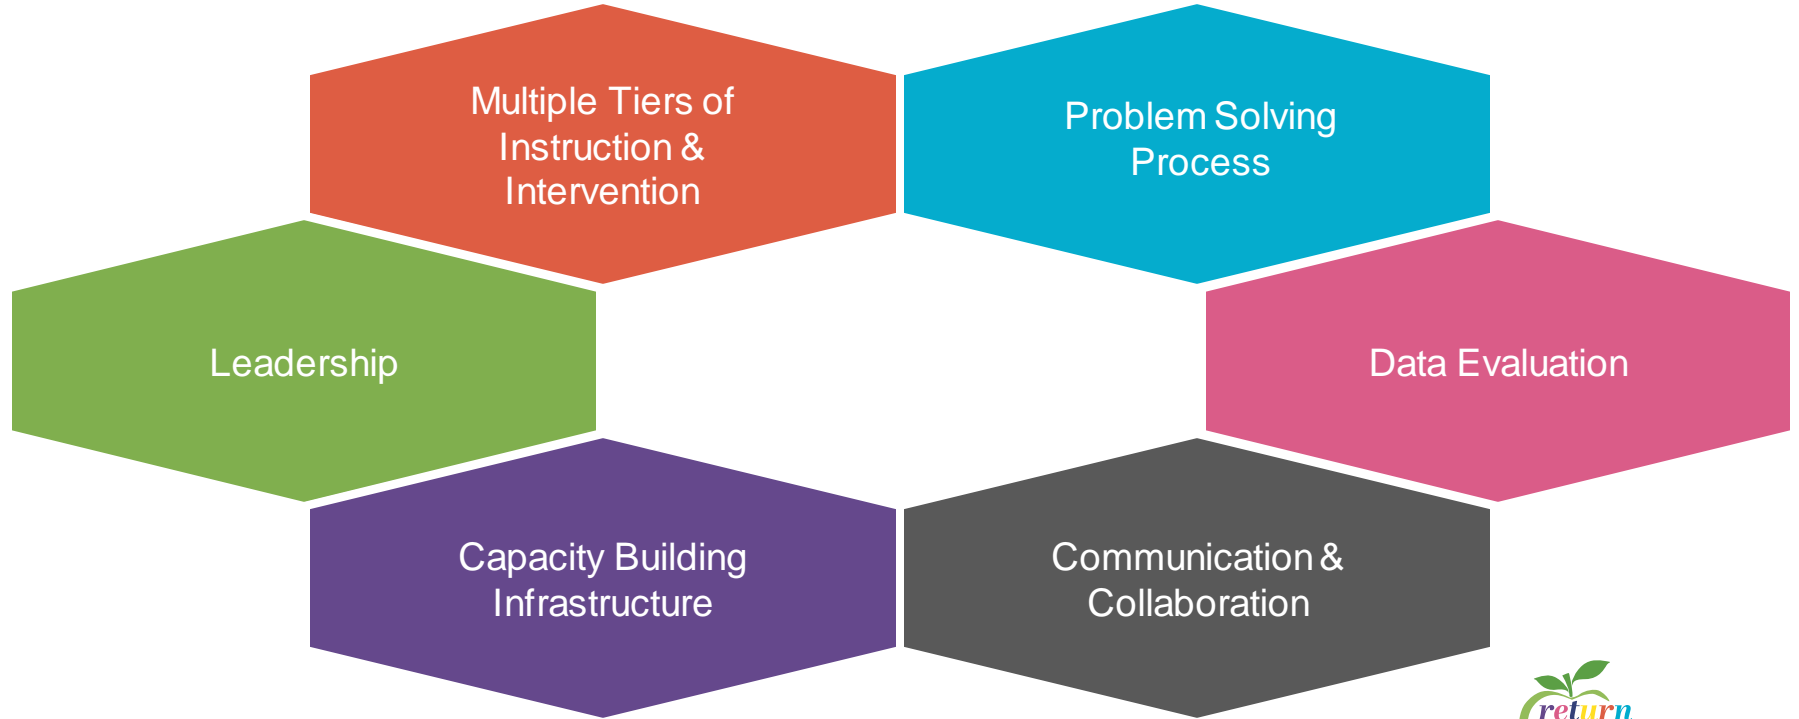 Multiple Tiers of
Instruction &
Intervention
Problem Solving
Process
Leadership
Data Evaluation
Capacity Building
Infrastructure
Communication &
Collaboration
return